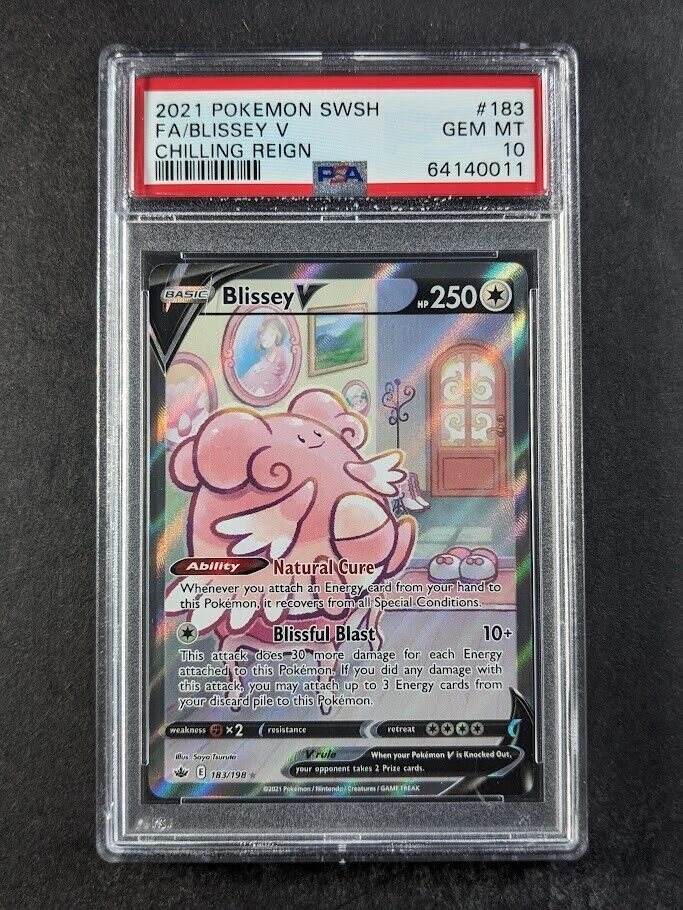 2021 POKEMON SWSH #183
FA/BLISSEY V GEM MT
CHILLING REIGN 10
PSA 64140011
BASIC Blissey V HP 250
Ability Natural Cure
Whenever you attach an Energy card from your hand to
this Pokémon, it recovers from all Special Conditions.
Blissful Blast 10+
This attack does 30 more damage for each Energy
attached to this Pokémon. If you did any damage with
this attack, you may attach up to 3 Energy cards from
your discard pile to this Pokémon.
weakness ×2 resistance retreat
Illus. Saya Tsuruta V rule When your Pokémon V is Knocked Out,
your opponent takes 2 Prize cards.
E 183/198
©2021 Pokémon / Nintendo / Creatures / GAME FREAK